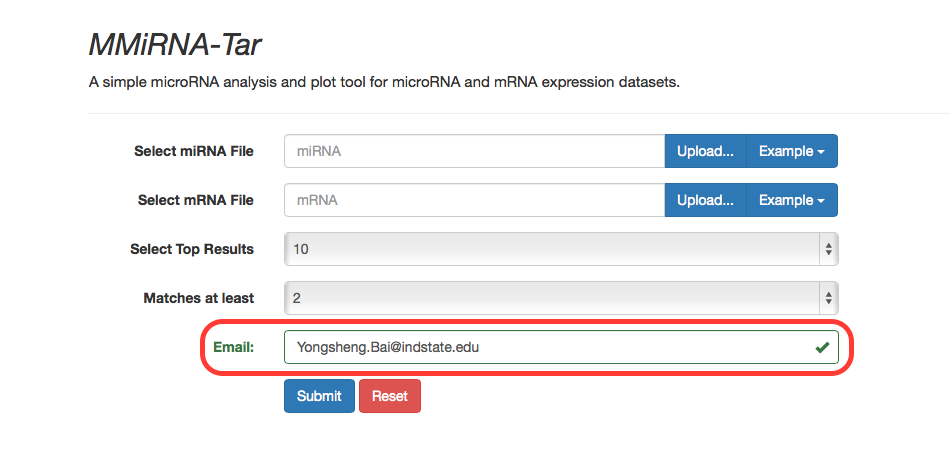 MMiRNA-Tar
A simple microRNA analysis and plot tool for microRNA and mRNA expression datasets.
Select miRNA File miRNA Upload... Example
Select mRNA File mRNA Upload... Example
Select Top Results 10
Matches at least 2
Email: Yongsheng.Bai@indstate.edu
Submit Reset